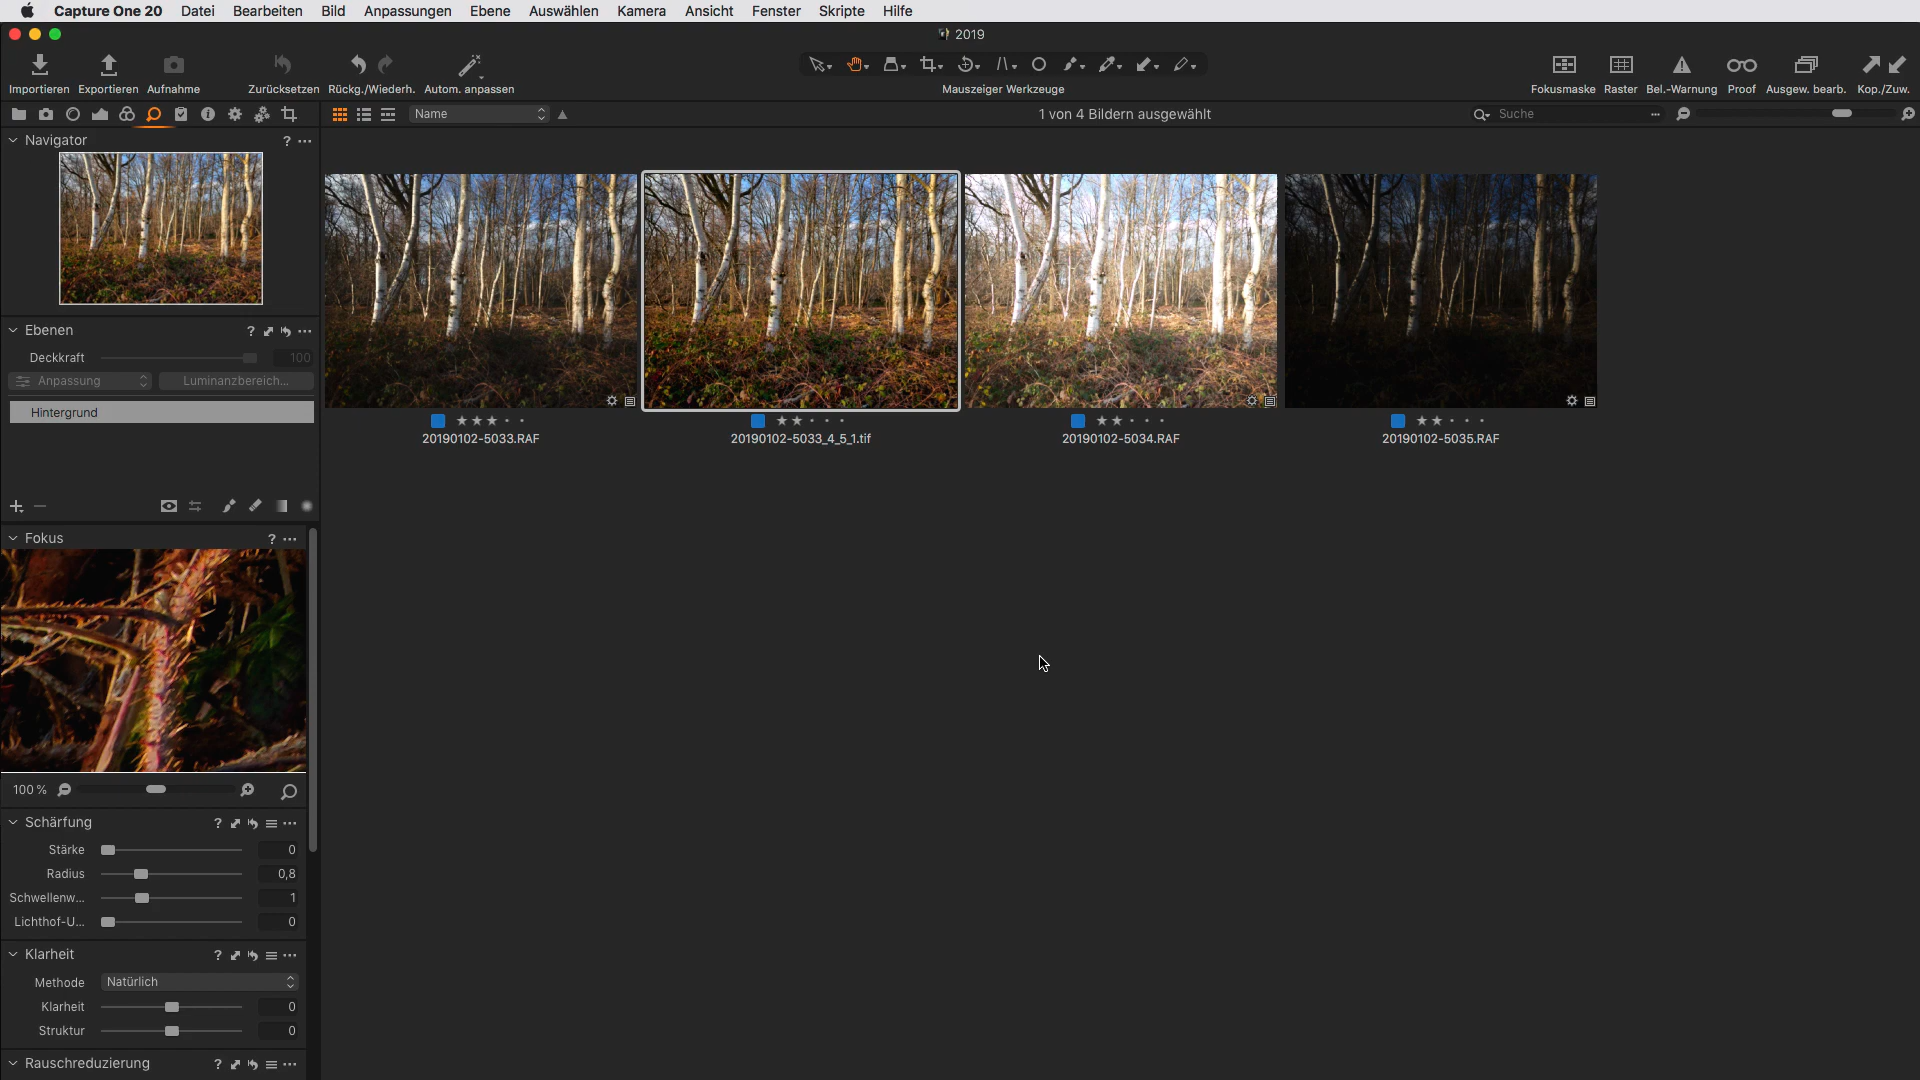 Capture One 20 Datei Bearbeiten Bild Anpassungen Ebene Auswählen Kamera Ansicht Fenster Skripte Hilfe
2019
Importieren Exportieren Aufnahme Zurücksetzen Rückg./Wiederh. Autom. anpassen Mauszeiger Werkzeuge Fokusmaske Raster Bel.-Warnung Proof Ausgew. bearb. Kop./Zuw.
Name 1 von 4 Bildern ausgewählt Suche
Navigator ?
Ebenen ?
Deckkraft 100
Anpassung Luminanzbereich...
Hintergrund
20190102-5033.RAF 20190102-5033_4_5_1.tif 20190102-5034.RAF 20190102-5035.RAF
Fokus ?
100 %
Schärfung ?
Stärke 0
Radius 0,8
Schwellenw... 1
Lichthof-U... 0
Klarheit ?
Methode Natürlich
Klarheit 0
Struktur 0
Rauschreduzierung ?